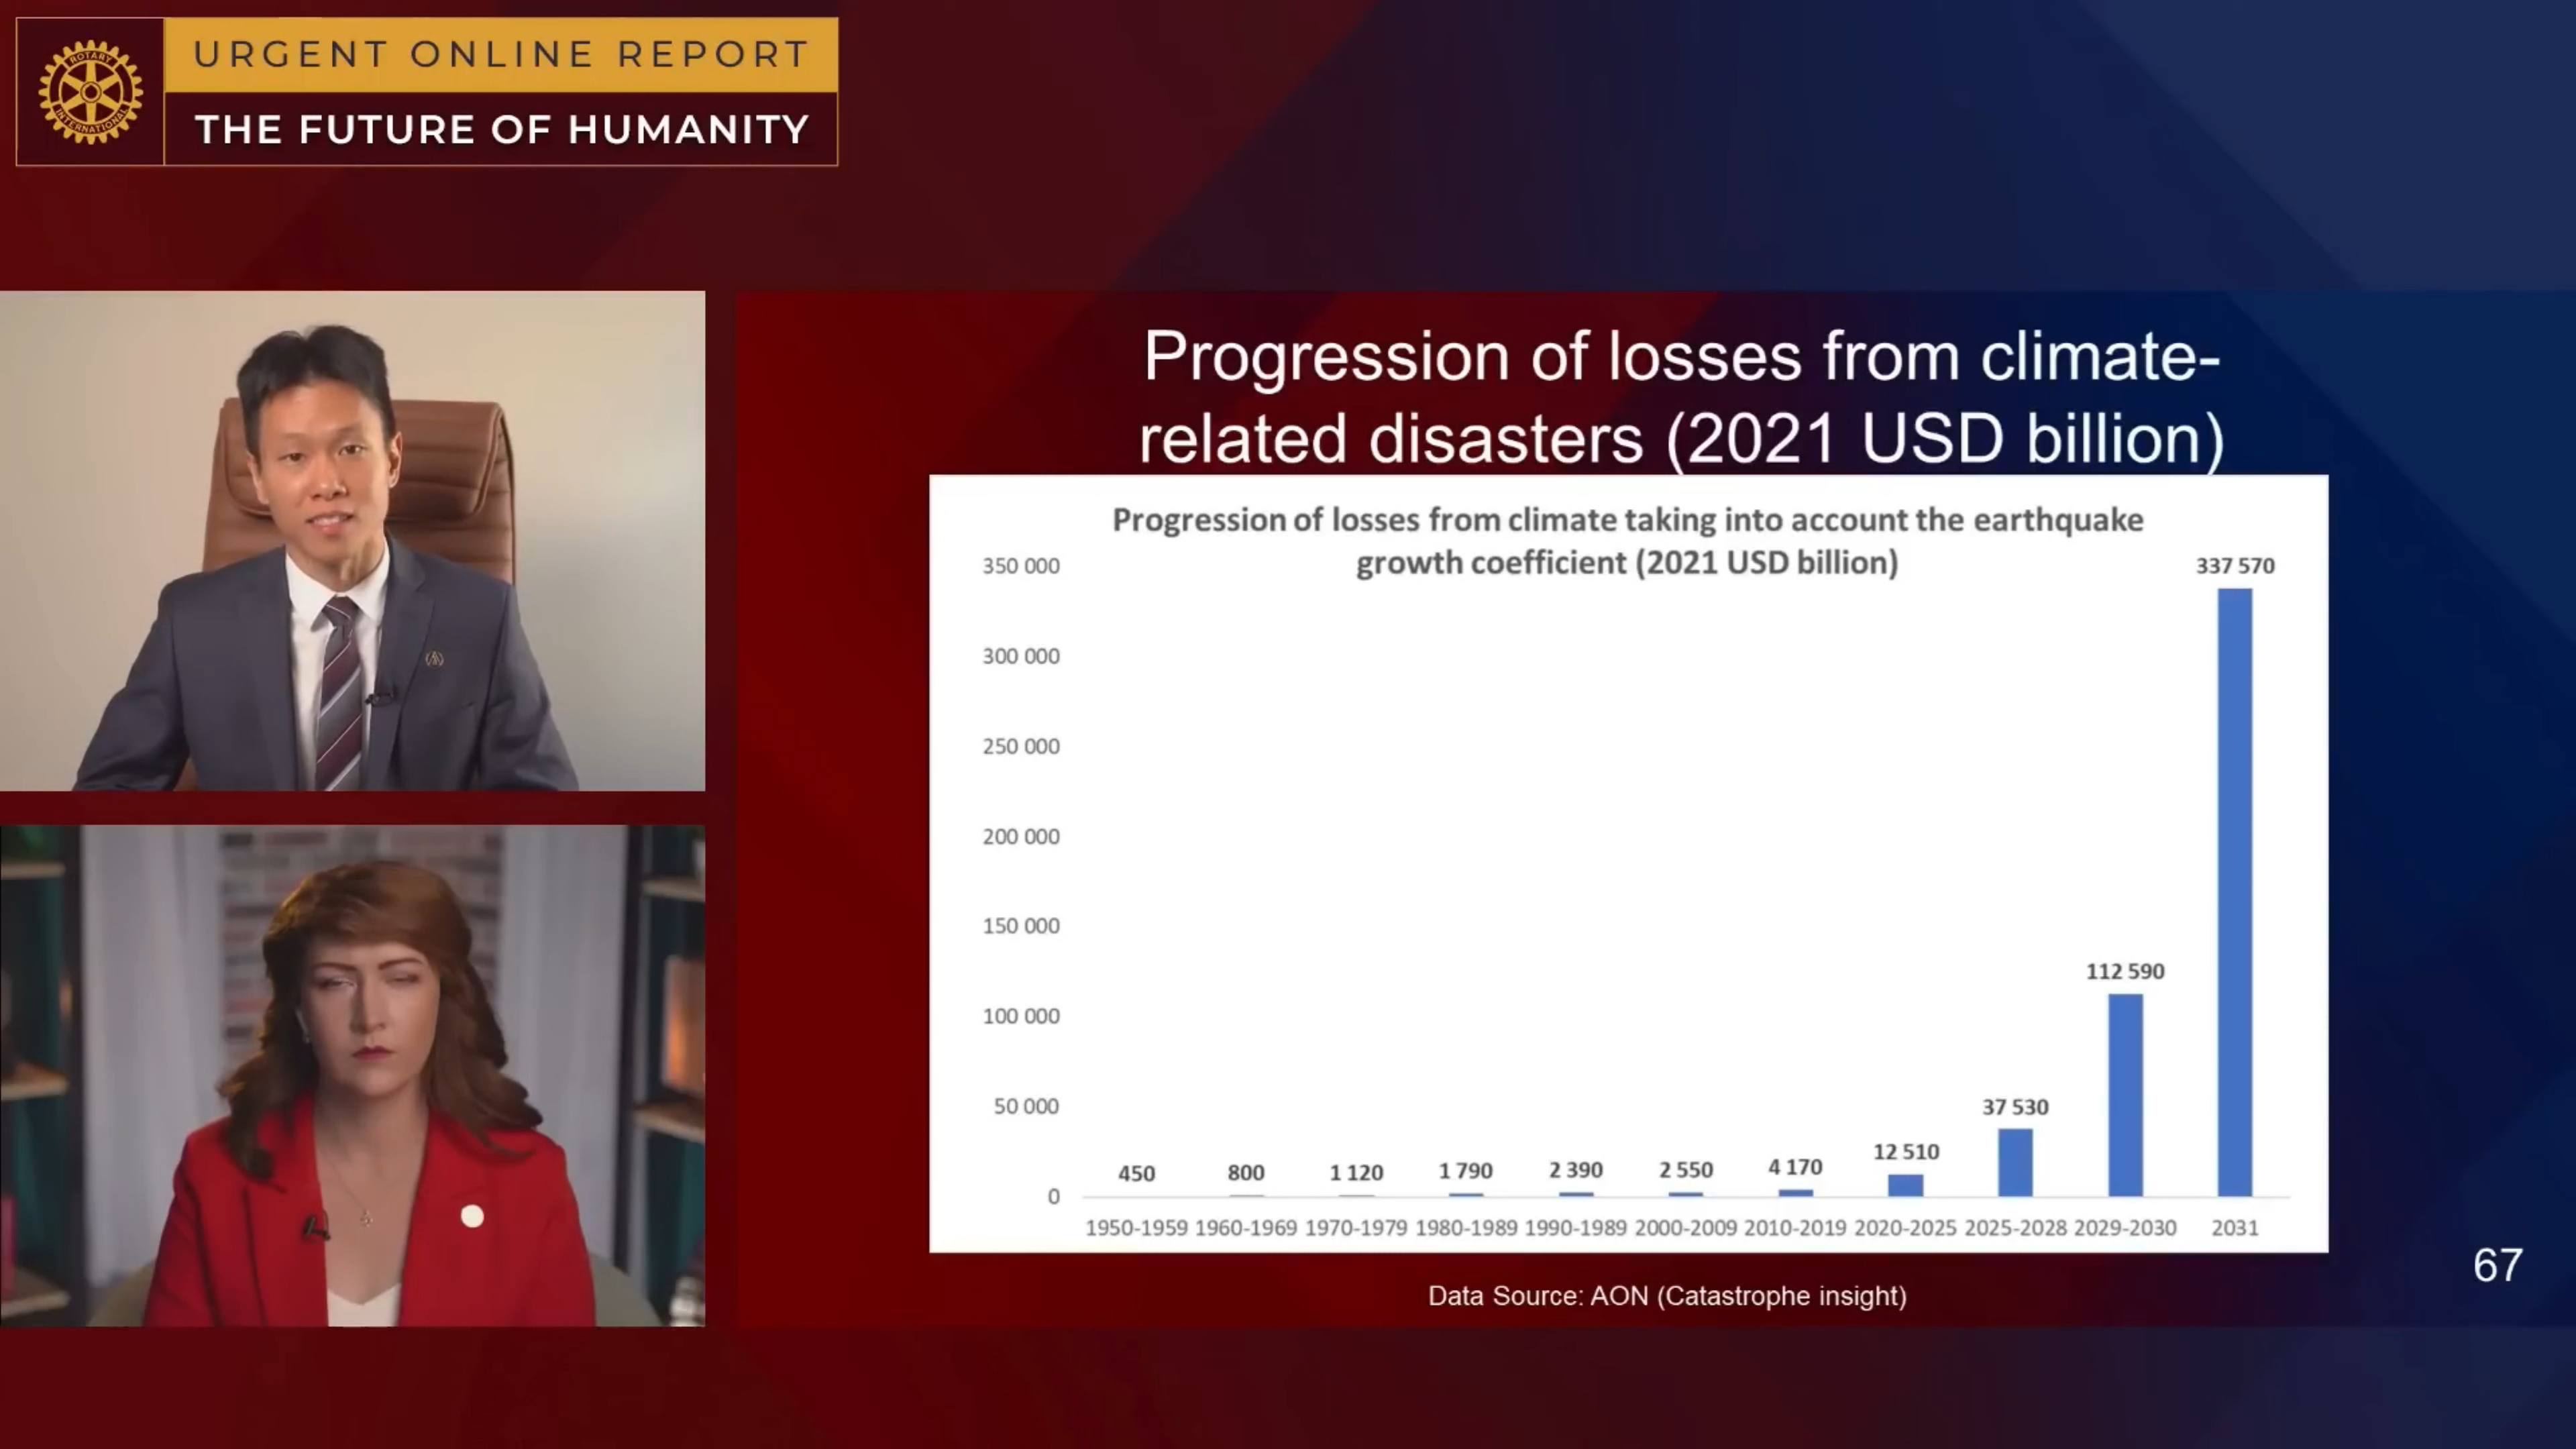 ROTARY
INTERNATIONAL
URGENT ONLINE REPORT
THE FUTURE OF HUMANITY
Progression of losses from climate-
related disasters (2021 USD billion)
Progression of losses from climate taking into account the earthquake
growth coefficient (2021 USD billion)
350 000
300 000
250 000
200 000
150 000
100 000
50 000
0
450
800
1 120
1 790
2 390
2 550
4 170
12 510
37 530
112 590
337 570
1950-1959 1960-1969 1970-1979 1980-1989 1990-1989 2000-2009 2010-2019 2020-2025 2025-2028 2029-2030 2031
Data Source: AON (Catastrophe insight)
67